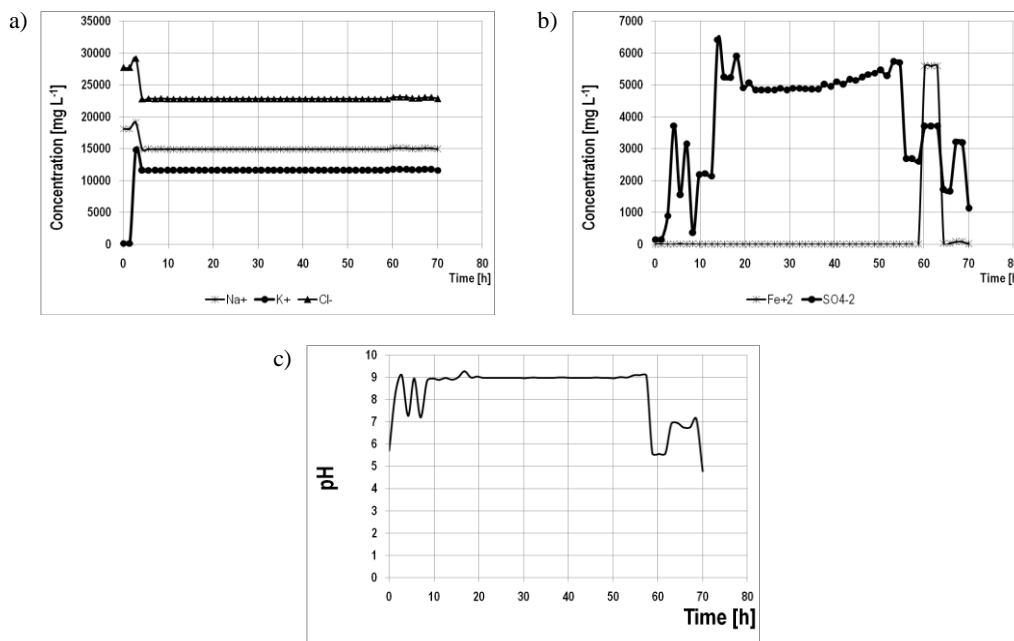 a)
Concentration [mg L-1]
35000
30000
25000
20000
15000
10000
5000
0
0 10 20 30 40 50 60 70 80
Time [h]
Na+ K+ Cl-
b)
Concentration [mg L-1]
7000
6000
5000
4000
3000
2000
1000
0
0 10 20 30 40 50 60 70 80
Time [h]
Fe+2 SO4-2
c)
pH
10
9
8
7
6
5
4
3
2
1
0
0 10 20 30 40 50 60 70 80
Time [h]